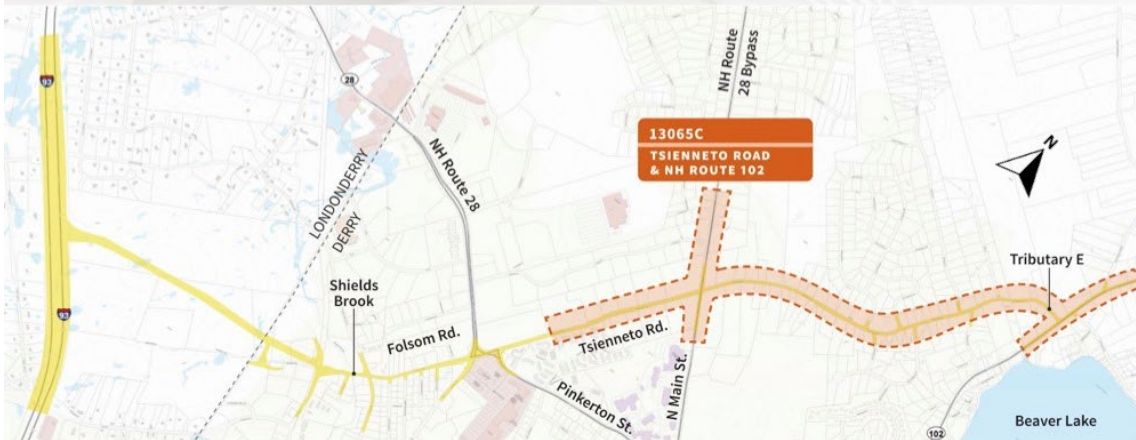 93
28
NH Route 28
NH Route
28 Bypass
13065C
TSIENNETO ROAD
& NH ROUTE 102
N
LONDONDERRY
DERRY
Shields
Brook
Tributary E
Folsom Rd.
Tsienneto Rd.
93
Pinkerton St.
N Main St.
102
Beaver Lake